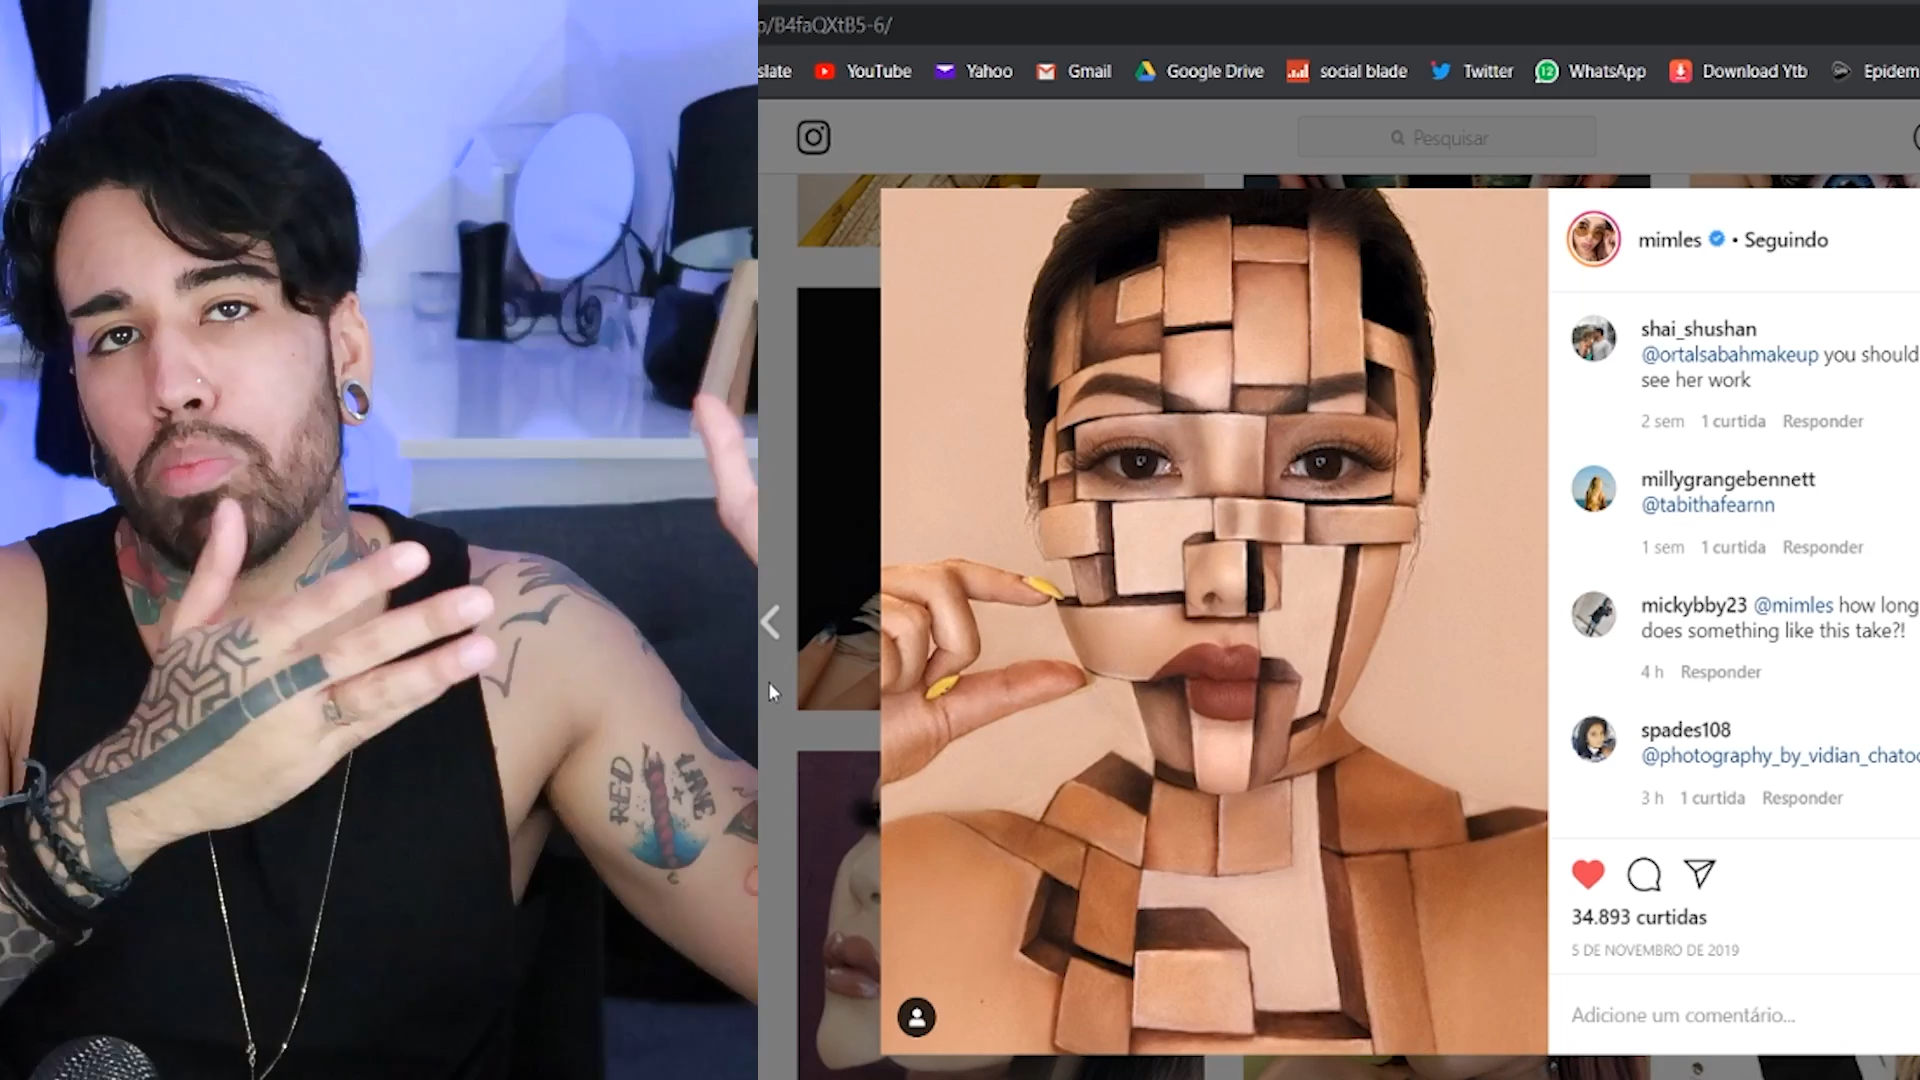 p/B4faQXtB5-6/
slate YouTube Yahoo Gmail Google Drive social blade Twitter WhatsApp Download Ytb Epidem
12
Pesquisar
mimles • Seguindo
shai_shushan
@ortalsabahmakeup you should
see her work
2 sem 1 curtida Responder
millygrangebennett
@tabithafearnn
1 sem 1 curtida Responder
mickybby23 @mimles how long
does something like this take?!
4 h Responder
spades108
@photography_by_vidian_chatoo
3 h 1 curtida Responder
34.893 curtidas
5 DE NOVEMBRO DE 2019
Adicione um comentário...
RED LINE